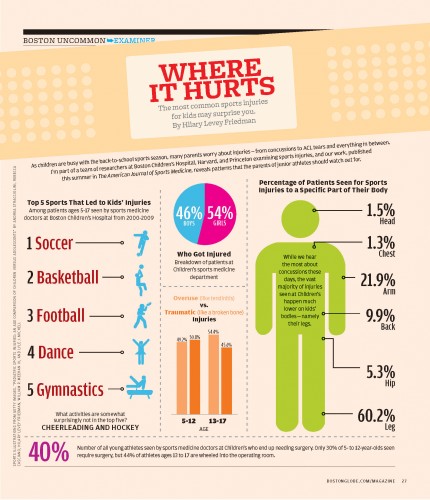 BOSTON UNCOMMON EXAMINER
WHERE
IT HURTS
The most common sports injuries
for kids may surprise you.
By Hilary Levey Friedman
As children are busy with the back-to-school sports season, many parents worry about injuries—from concussions to ACL tears and everything in between.
I'm part of a team of researchers at Boston Children's Hospital, Harvard, and Princeton examining sports injuries, and our work, published
this summer in The American Journal of Sports Medicine, reveals patterns that the parents of junior athletes should watch out for.
Top 5 Sports That Led to Kids' Injuries
Among patients ages 5-17 seen by sports medicine
doctors at Boston Children's Hospital from 2000-2009
1 Soccer
2 Basketball
3 Football
4 Dance
5 Gymnastics
What activities are somewhat
surprisingly not in the top five?
CHEERLEADING AND HOCKEY
46%
BOYS
54%
GIRLS
Who Got Injured
Breakdown of patients at
Children's sports medicine
department
Overuse (like tendinitis)
vs.
Traumatic (like a broken bone)
Injuries
49.2%
50.8%
54.4%
45.6%
5-12
13-17
AGE
Percentage of Patients Seen for Sports
Injuries to a Specific Part of Their Body
While we hear
the most about
concussions these
days, the vast
majority of injuries
seen at Children's
happen much
lower on kids'
bodies—namely
their legs.
1.5%
Head
1.3%
Chest
21.9%
Arm
9.9%
Back
5.3%
Hip
60.2%
Leg
40%
Number of all young athletes seen by sports medicine doctors at Children's who end up needing surgery. Only 30% of 5- to 12-year-olds seen
require surgery, but 44% of athletes ages 13 to 17 are wheeled into the operating room.
BOSTONGLOBE.COM/MAGAZINE 27